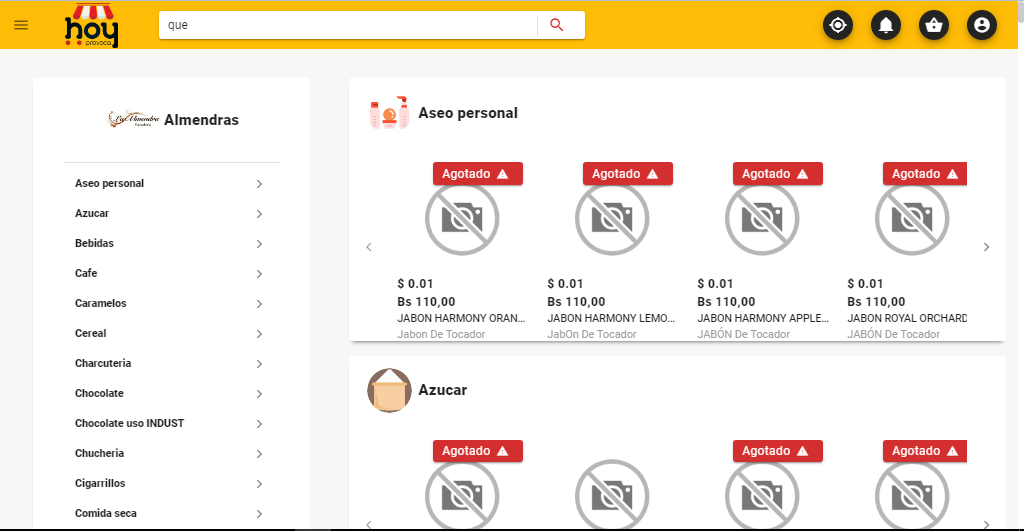 hoy
provoca
que
La Almendra
Almendras
Aseo personal
Azucar
Bebidas
Cafe
Caramelos
Cereal
Charcuteria
Chocolate
Chocolate uso INDUST
Chucheria
Cigarrillos
Comida seca
Aseo personal
Agotado
Agotado
Agotado
Agotado
$ 0.01
$ 0.01
$ 0.01
$ 0.01
Bs 110,00
Bs 110,00
Bs 110,00
Bs 110,00
JABON HARMONY ORAN...
JABON HARMONY LEMO...
JABON HARMONY APPLE...
JABON ROYAL ORCHARD
Jabon De Tocador
JabOn De Tocador
JABÓN De Tocador
JABÓN De Tocador
Azucar
Agotado
Agotado
Agotado